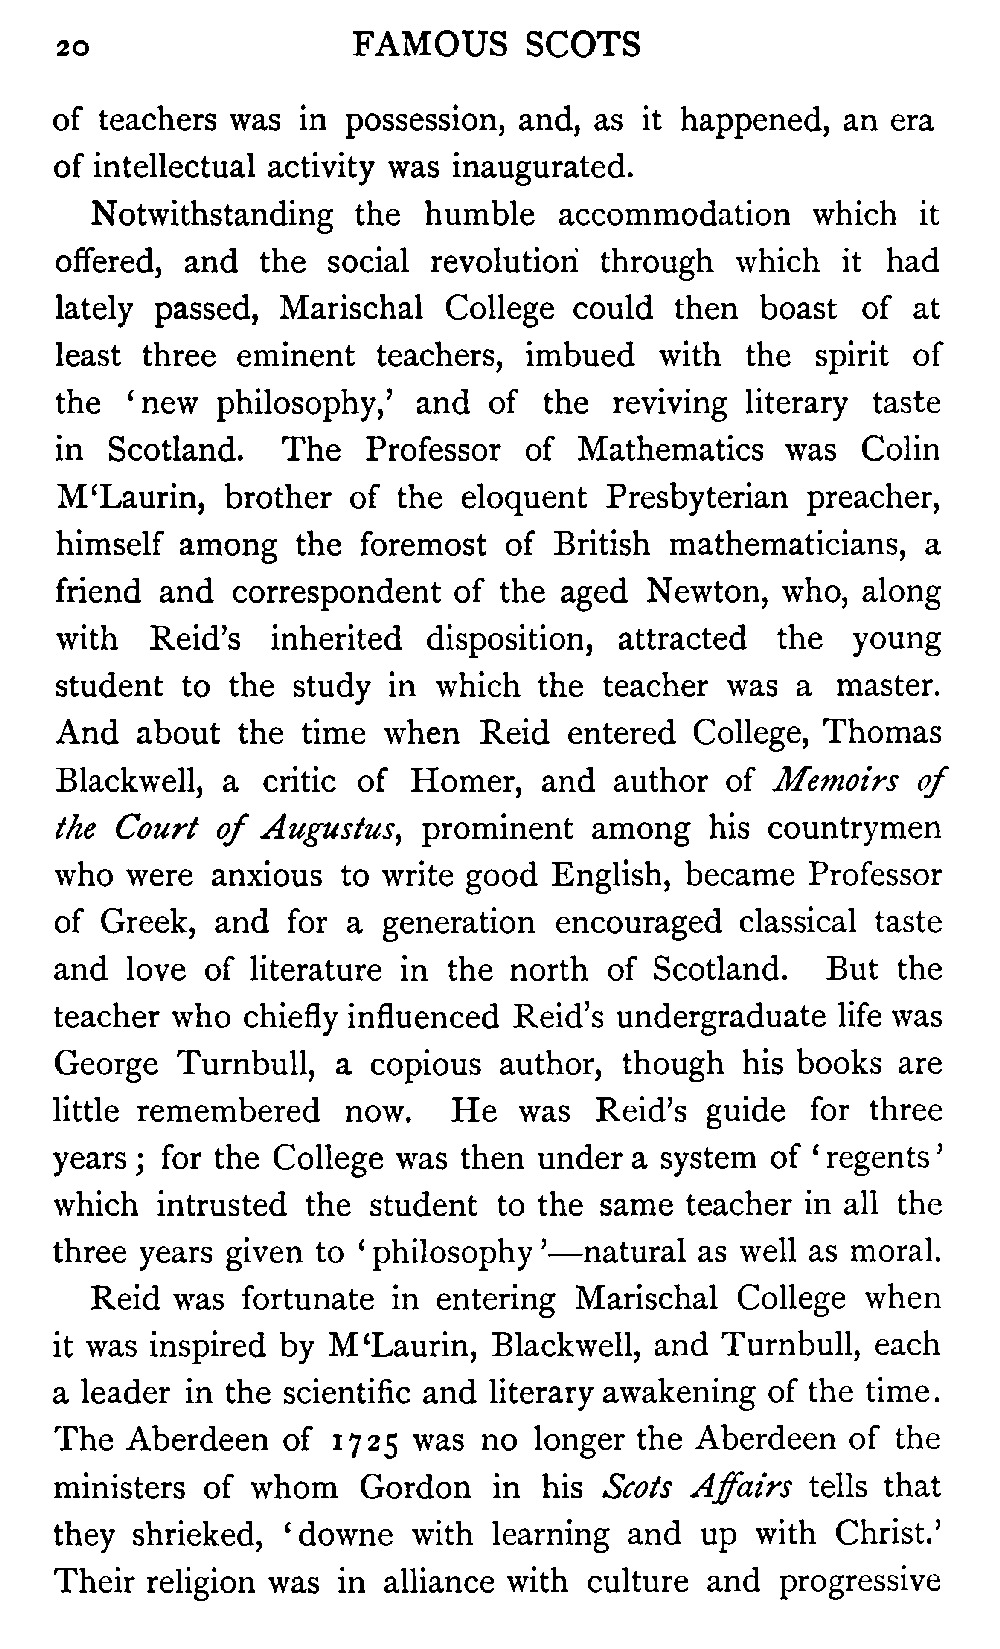 20 FAMOUS SCOTS
of teachers was in possession, and, as it happened, an era
of intellectual activity was inaugurated.
Notwithstanding the humble accommodation which it
offered, and the social revolution through which it had
lately passed, Marischal College could then boast of at
least three eminent teachers, imbued with the spirit of
the ‘new philosophy,’ and of the reviving literary taste
in Scotland. The Professor of Mathematics was Colin
M‘Laurin, brother of the eloquent Presbyterian preacher,
himself among the foremost of British mathematicians, a
friend and correspondent of the aged Newton, who, along
with Reid’s inherited disposition, attracted the young
student to the study in which the teacher was a master.
And about the time when Reid entered College, Thomas
Blackwell, a critic of Homer, and author of Memoirs of
the Court of Augustus, prominent among his countrymen
who were anxious to write good English, became Professor
of Greek, and for a generation encouraged classical taste
and love of literature in the north of Scotland. But the
teacher who chiefly influenced Reid’s undergraduate life was
George Turnbull, a copious author, though his books are
little remembered now. He was Reid’s guide for three
years; for the College was then under a system of ‘regents’
which intrusted the student to the same teacher in all the
three years given to ‘philosophy’—natural as well as moral.
Reid was fortunate in entering Marischal College when
it was inspired by M‘Laurin, Blackwell, and Turnbull, each
a leader in the scientific and literary awakening of the time.
The Aberdeen of 1725 was no longer the Aberdeen of the
ministers of whom Gordon in his Scots Affairs tells that
they shrieked, ‘downe with learning and up with Christ.’
Their religion was in alliance with culture and progressive